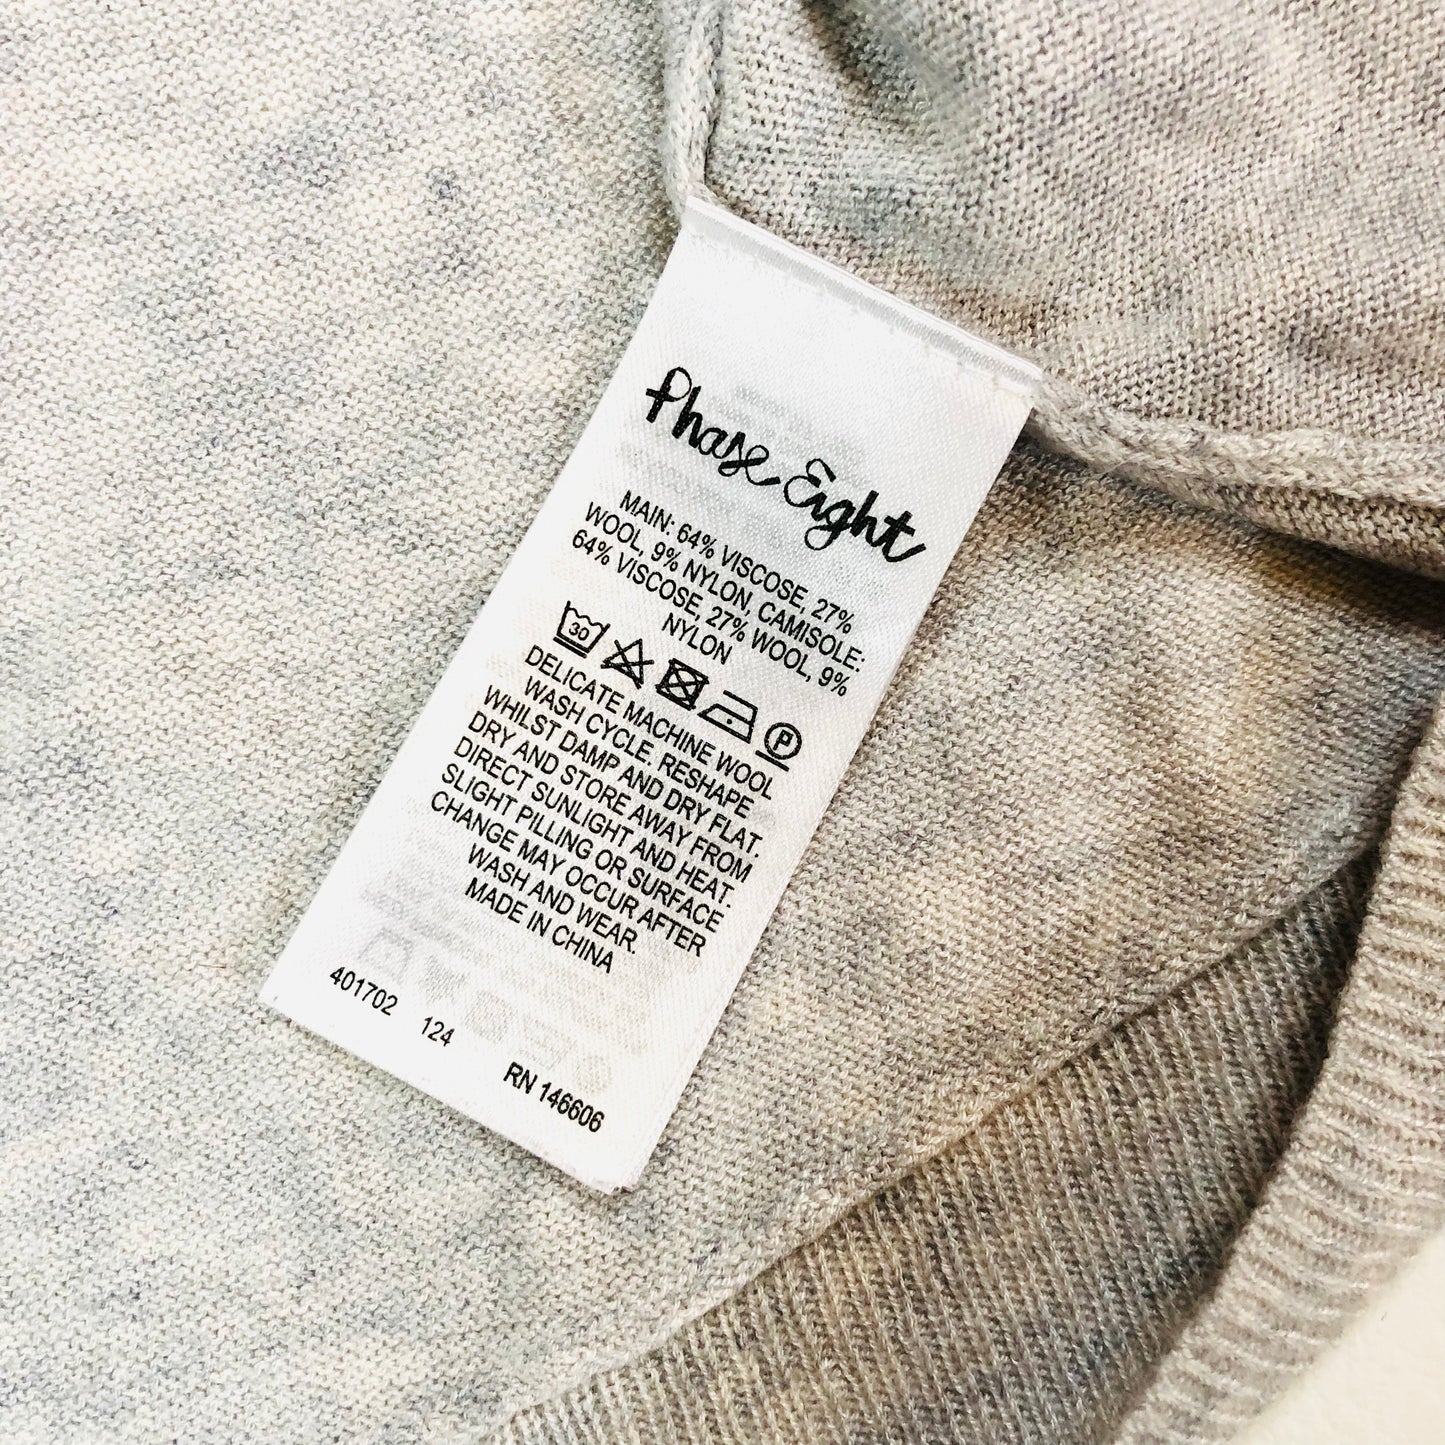 Phase Eight
MAIN: 64% VISCOSE, 27%
WOOL, 9% NYLON, CAMISOLE:
64% VISCOSE, 27% WOOL, 9%
NYLON
30
P
DELICATE MACHINE WOOL
WASH CYCLE. RESHAPE
WHILST DAMP AND DRY FLAT.
DRY AND STORE AWAY FROM
DIRECT SUNLIGHT AND HEAT.
SLIGHT PILLING OR SURFACE
CHANGE MAY OCCUR AFTER
WASH AND WEAR.
MADE IN CHINA
401702 124
RN 146606